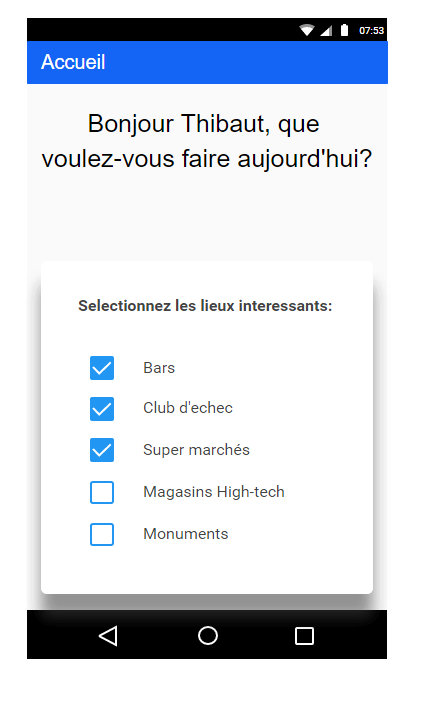 07:53
Accueil
Bonjour Thibaut, que
voulez-vous faire aujourd'hui?
Selectionnez les lieux interessants:
Bars
Club d'echec
Super marchés
Magasins High-tech
Monuments